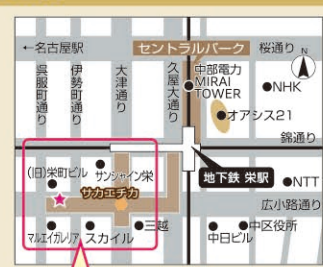 ←名古屋駅
セントラルパーク
桜通り
N
呉服町通り
伊勢町通り
大津通り
久屋大通り
中部電力
MIRAI
TOWER
NHK
オアシス21
錦通り
(旧)栄町ビル
サンシャイン栄
地下鉄 栄駅
サカエチカ
NTT
広小路通り
マルエイガレリア
スカイル
三越
中日ビル
中区役所